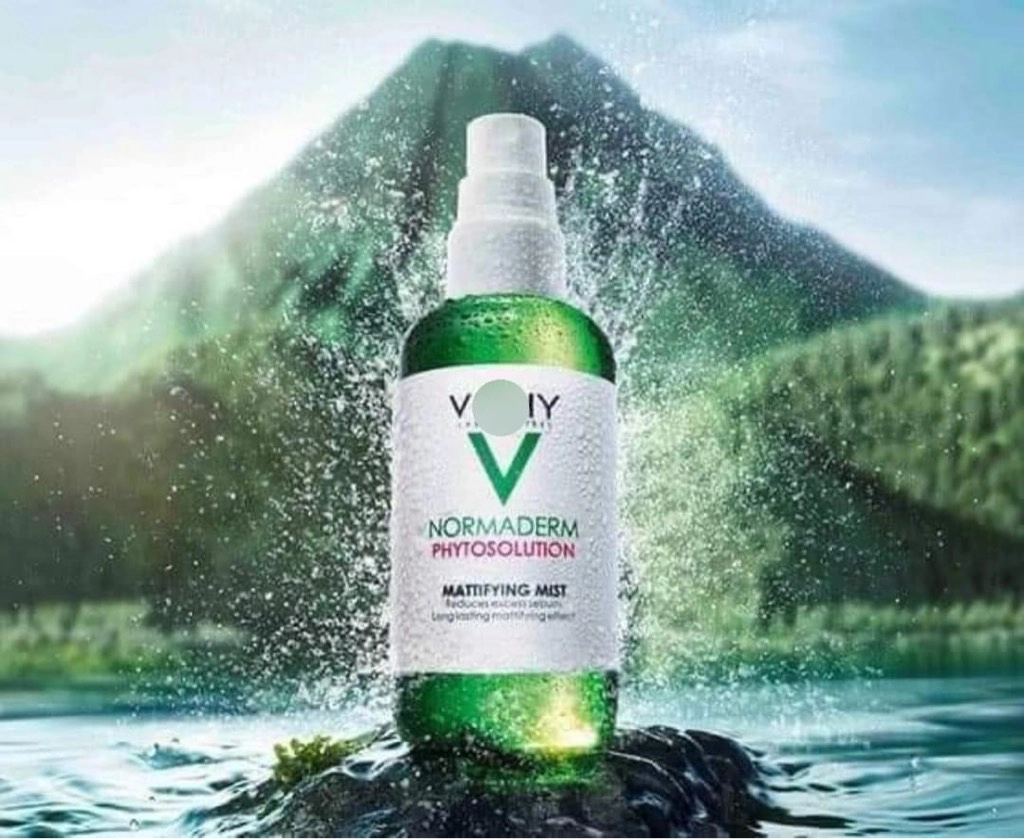 V
NORMADERM
PHYTOSOLUTION
MATTIFYING MIST
Reduces excess sebum
Long lasting mattifying effect